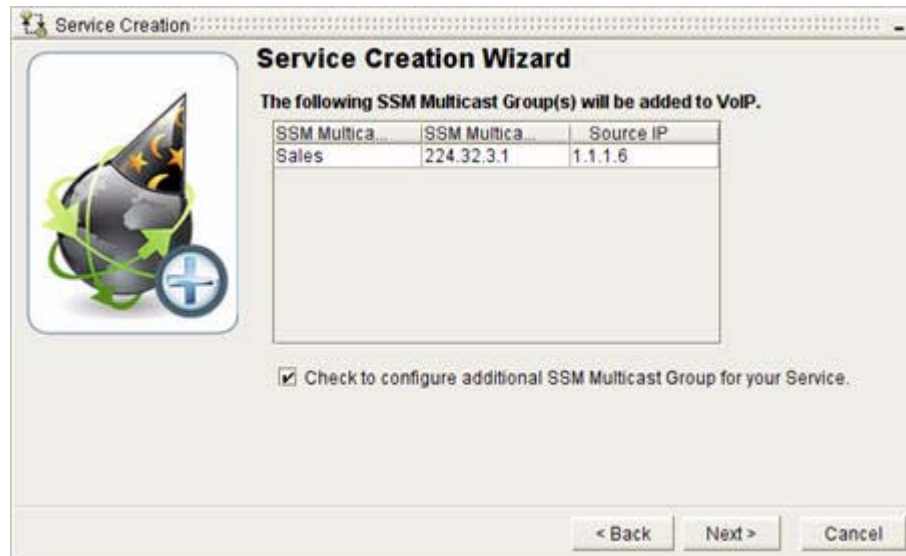 Service Creation
Service Creation Wizard
The following SSM Multicast Group(s) will be added to VoIP.
SSM Multica... SSM Multica... Source IP
Sales 224.32.3.1 1.1.1.6
Check to configure additional SSM Multicast Group for your Service.
< Back Next > Cancel